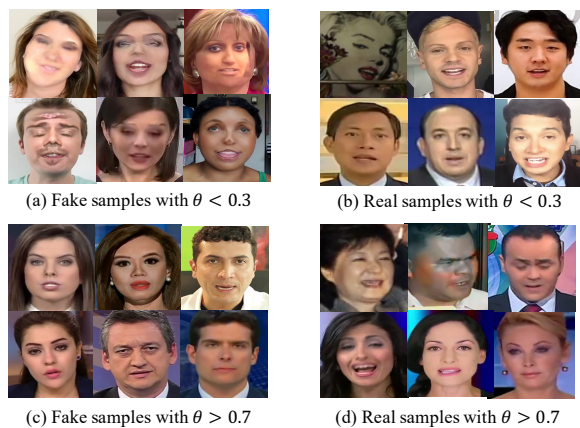 (a) Fake samples with θ < 0.3
(b) Real samples with θ < 0.3
(c) Fake samples with θ > 0.7
(d) Real samples with θ > 0.7